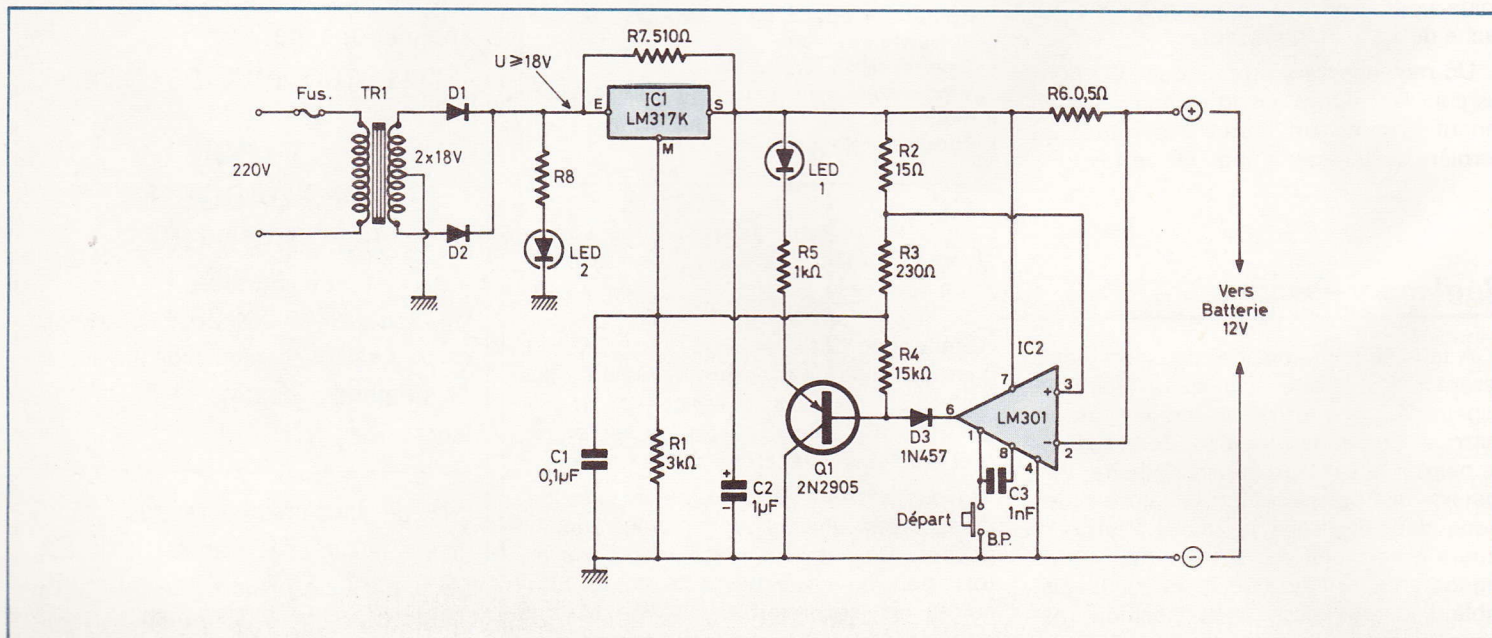 R7.510Ω
U ⩾ 18V
Fus.
TR1
D1
E
IC1
LM317K
S
M
R6.0,5Ω
+
2x18V
220V
R8
LED
1
R2
15Ω
D2
LED
2
R5
1kΩ
R3
230Ω
Vers
Batterie
12V
R4
15kΩ
IC2
7
3
+
6
LM301
−
2
D3
1N457
1
8
4
C1
0,1µF
R1
3kΩ
Q1
2N2905
+
C2
1µF
−
C3
1nF
Départ
B.P.
−